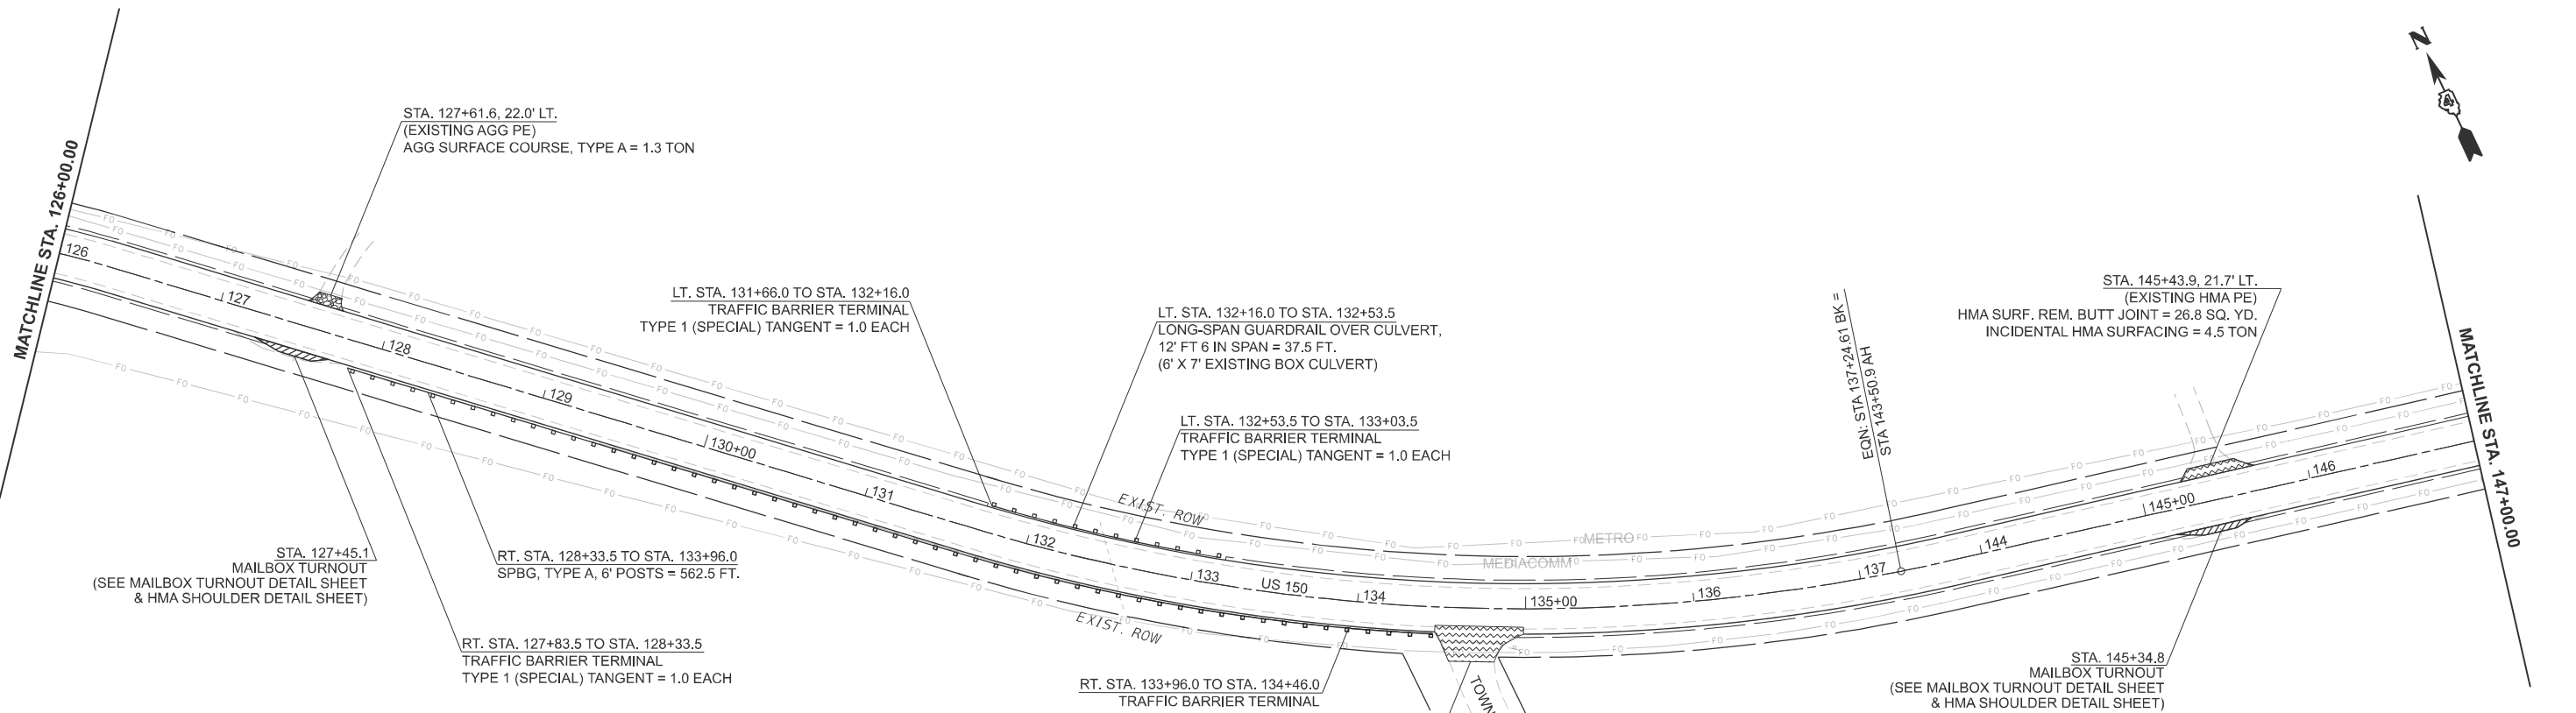 MATCHLINE STA. 126+00.00
STA. 127+61.6, 22.0' LT.
(EXISTING AGG PE)
AGG SURFACE COURSE, TYPE A = 1.3 TON
N
4
LT. STA. 131+66.0 TO STA. 132+16.0
TRAFFIC BARRIER TERMINAL
TYPE 1 (SPECIAL) TANGENT = 1.0 EACH
LT. STA. 132+16.0 TO STA. 132+53.5
LONG-SPAN GUARDRAIL OVER CULVERT,
12' FT 6 IN SPAN = 37.5 FT.
(6' X 7' EXISTING BOX CULVERT)
LT. STA. 132+53.5 TO STA. 133+03.5
TRAFFIC BARRIER TERMINAL
TYPE 1 (SPECIAL) TANGENT = 1.0 EACH
EQN: STA 137+24.61 BK =
STA 143+50.9 AH
STA. 145+43.9, 21.7' LT.
(EXISTING HMA PE)
HMA SURF. REM. BUTT JOINT = 26.8 SQ. YD.
INCIDENTAL HMA SURFACING = 4.5 TON
MATCHLINE STA. 147+00.00
126
127
128
129
130+00
131
132
133
US 150
134
135+00
136
137
144
145+00
146
EXIST. ROW
METRO
MEDIACOMM
EXIST. ROW
FO
STA. 127+45.1
MAILBOX TURNOUT
(SEE MAILBOX TURNOUT DETAIL SHEET
& HMA SHOULDER DETAIL SHEET)
RT. STA. 128+33.5 TO STA. 133+96.0
SPBG, TYPE A, 6' POSTS = 562.5 FT.
RT. STA. 127+83.5 TO STA. 128+33.5
TRAFFIC BARRIER TERMINAL
TYPE 1 (SPECIAL) TANGENT = 1.0 EACH
RT. STA. 133+96.0 TO STA. 134+46.0
TRAFFIC BARRIER TERMINAL
TOWN
STA. 145+34.8
MAILBOX TURNOUT
(SEE MAILBOX TURNOUT DETAIL SHEET
& HMA SHOULDER DETAIL SHEET)